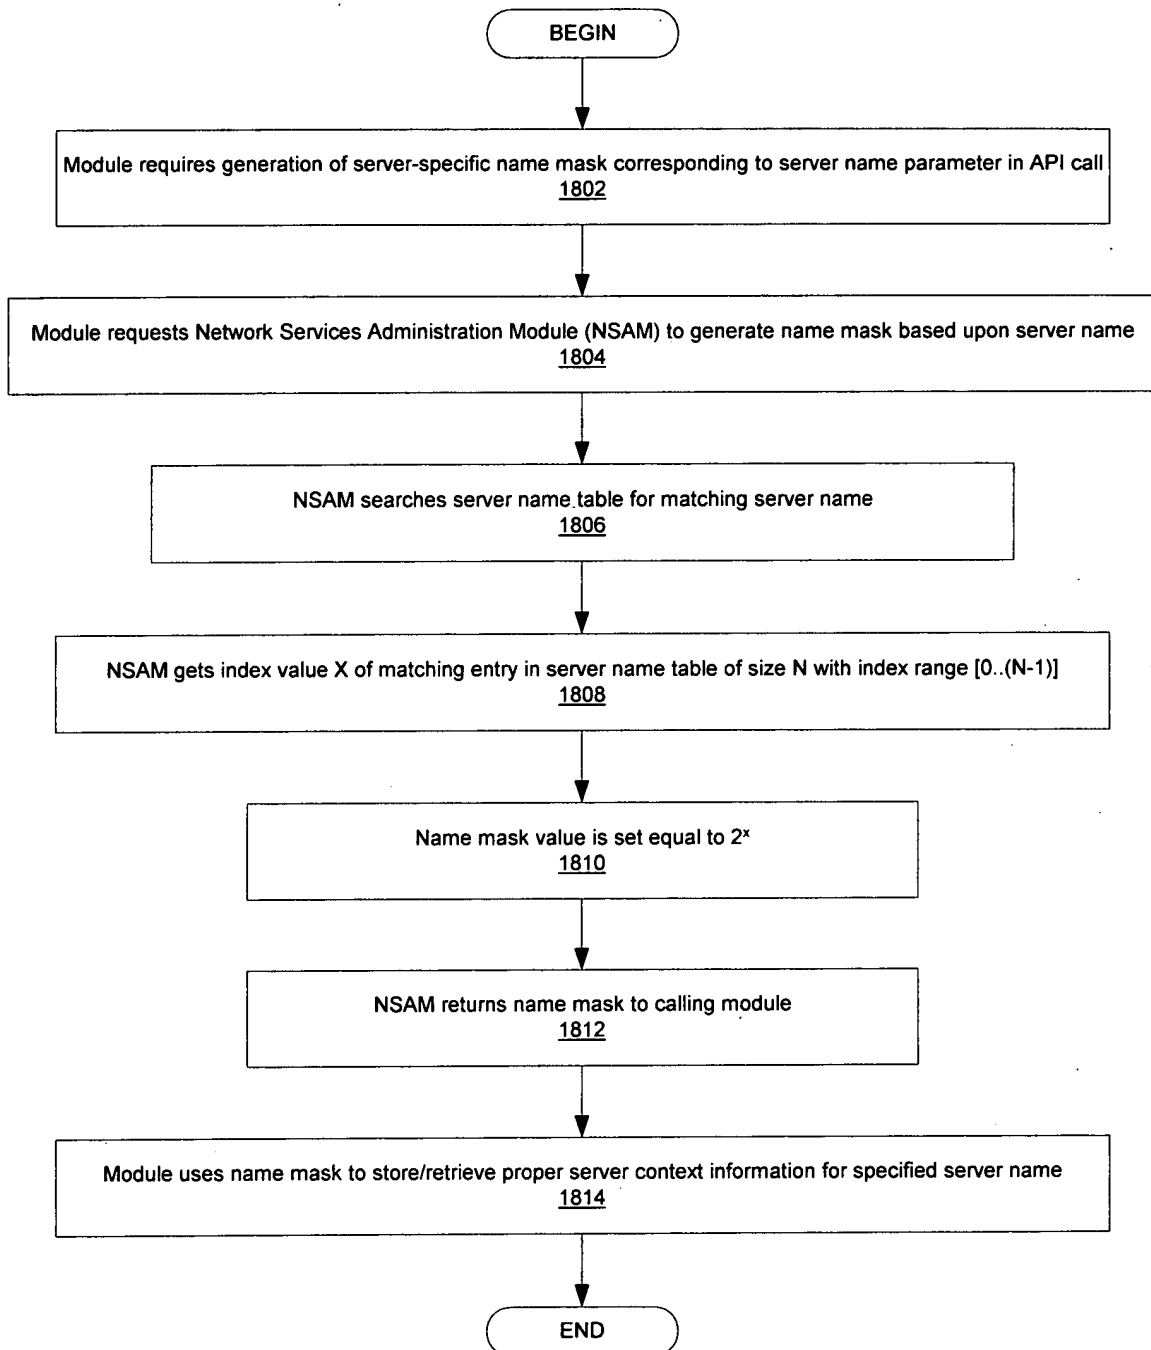 BEGIN
Module requires generation of server-specific name mask corresponding to server name parameter in API call
1802
Module requests Network Services Administration Module (NSAM) to generate name mask based upon server name
1804
NSAM searches server name table for matching server name
1806
NSAM gets index value X of matching entry in server name table of size N with index range [0..(N-1)]
1808
Name mask value is set equal to 2ˣ
1810
NSAM returns name mask to calling module
1812
Module uses name mask to store/retrieve proper server context information for specified server name
1814
END